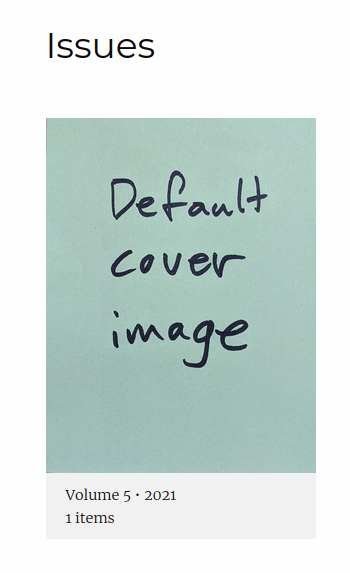 Issues
Default
cover
image
Volume 5 • 2021
1 items